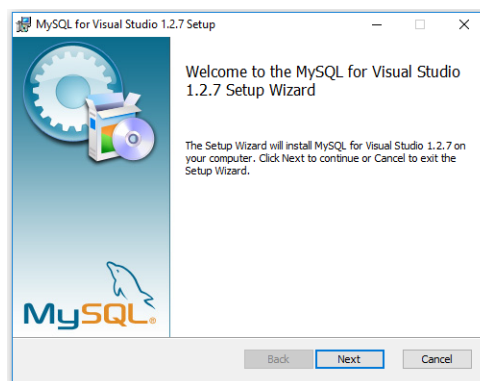 MySQL for Visual Studio 1.2.7 Setup
Welcome to the MySQL for Visual Studio
1.2.7 Setup Wizard
The Setup Wizard will install MySQL for Visual Studio 1.2.7 on
your computer. Click Next to continue or Cancel to exit the
Setup Wizard.
MySQL®
Back Next Cancel